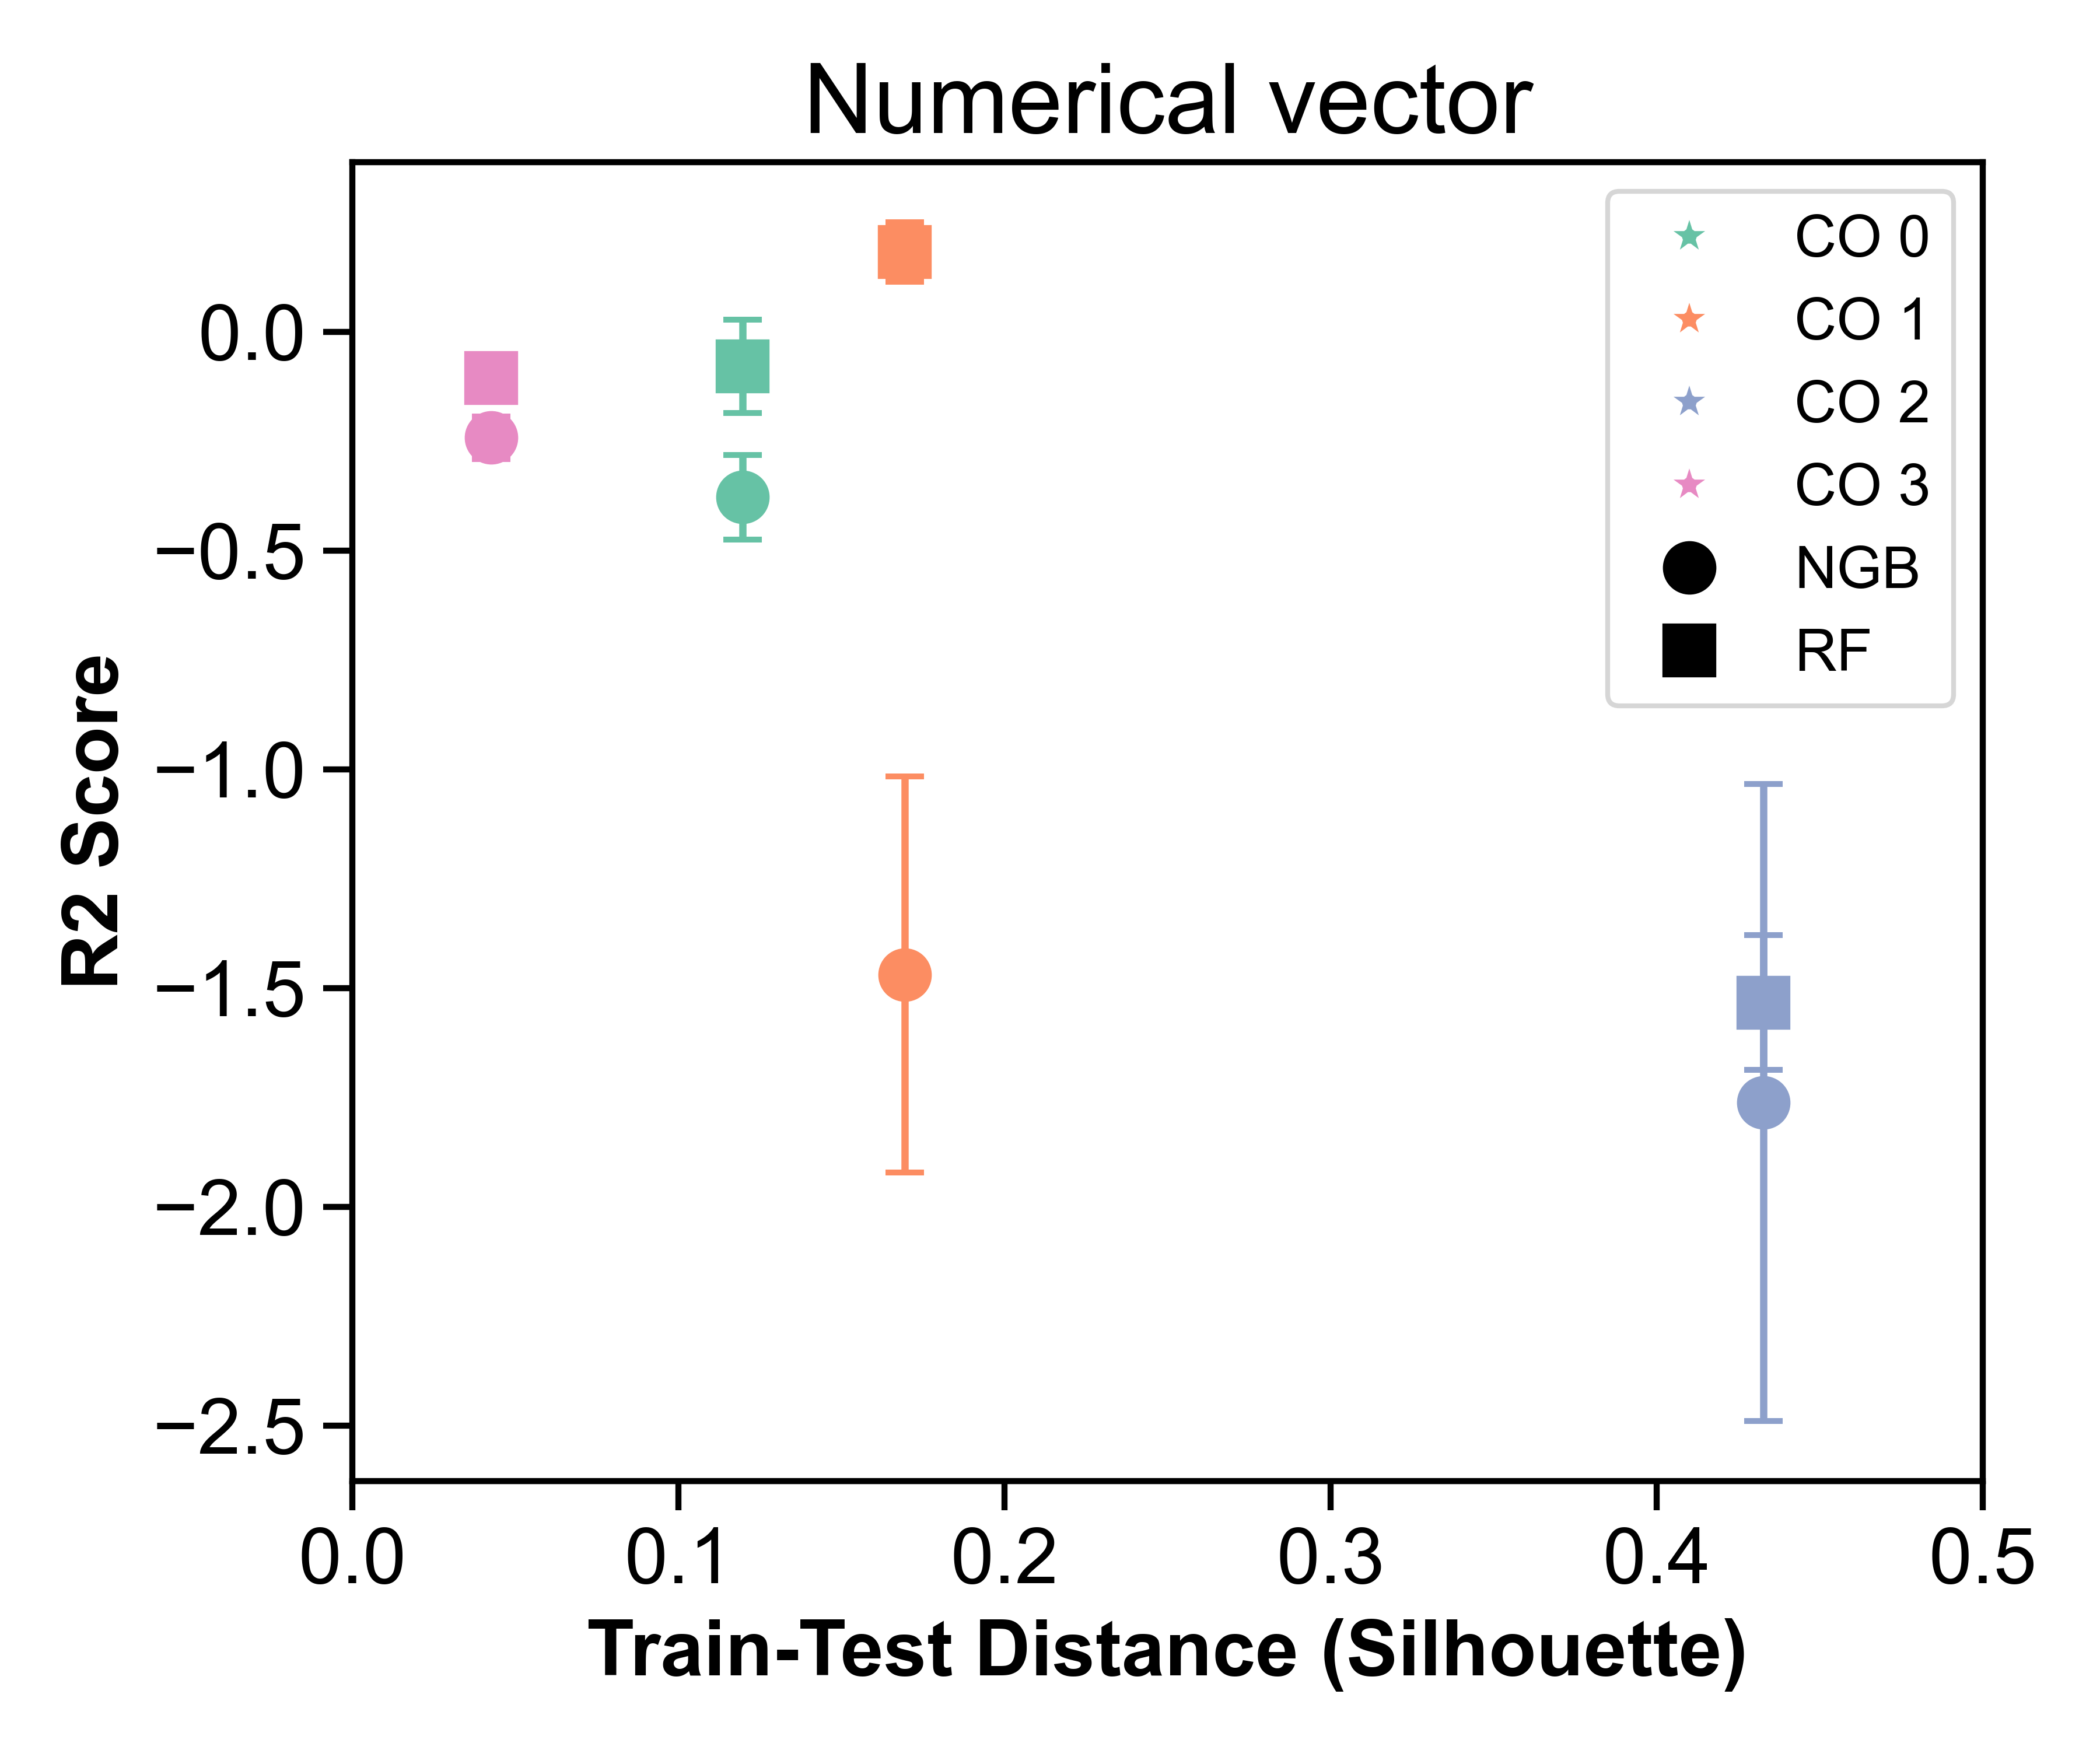 Numerical vector
CO 0
CO 1
CO 2
CO 3
NGB
RF
R2 Score
0.0
−0.5
−1.0
−1.5
−2.0
−2.5
0.0 0.1 0.2 0.3 0.4 0.5
Train-Test Distance (Silhouette)